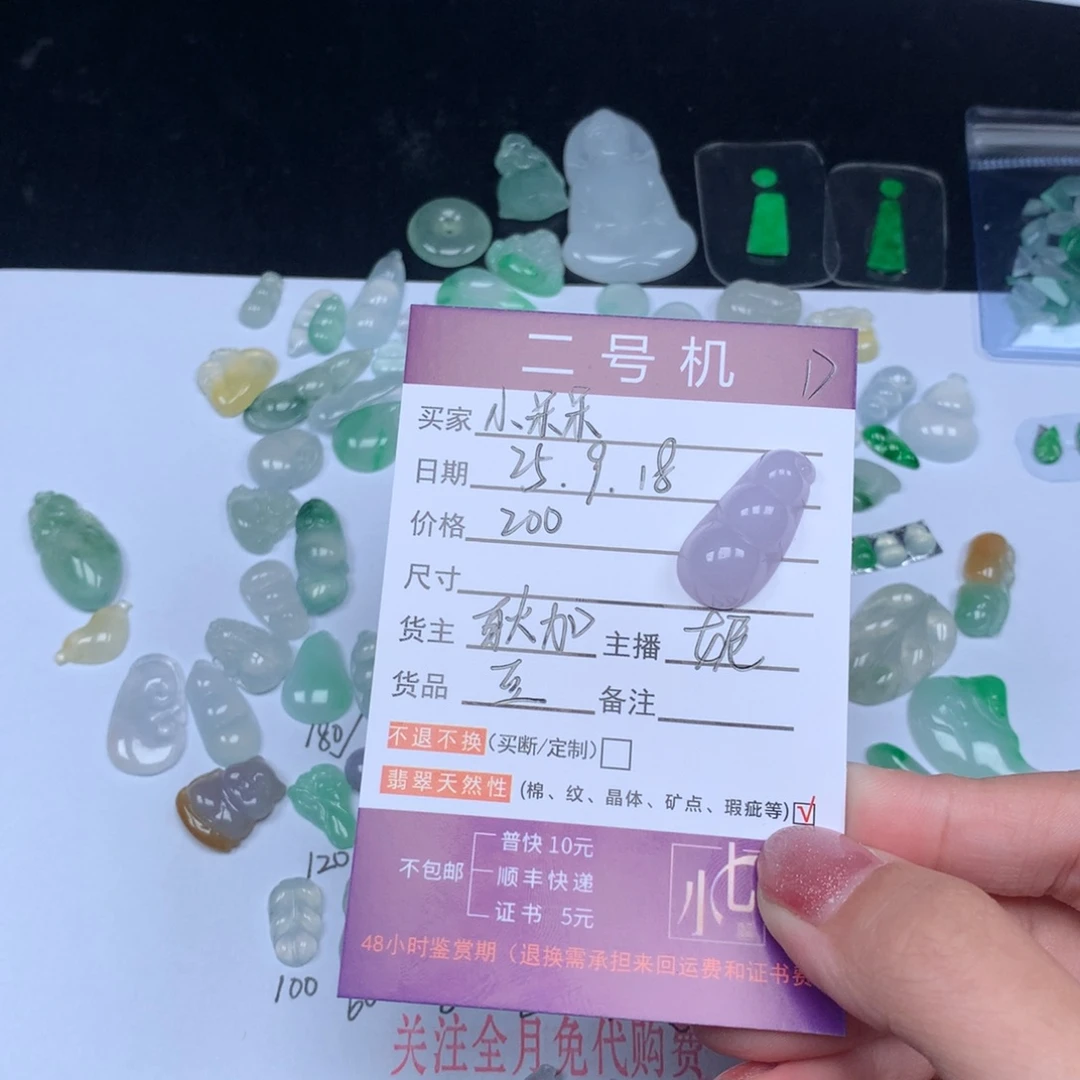 二号机 D
买家 小呆呆
日期 25.9.18
价格 200
尺寸
货主 耿加 主播 妮
货品 豆 备注
不退不换(买断/定制)
翡翠天然性 (棉、纹、晶体、矿点、瑕疵等) √
普快10元
不包邮 顺丰快递
证书 5元
小七
48小时鉴赏期（退换需承担来回运费和证书费
180/
120
100
关注全月免代购费